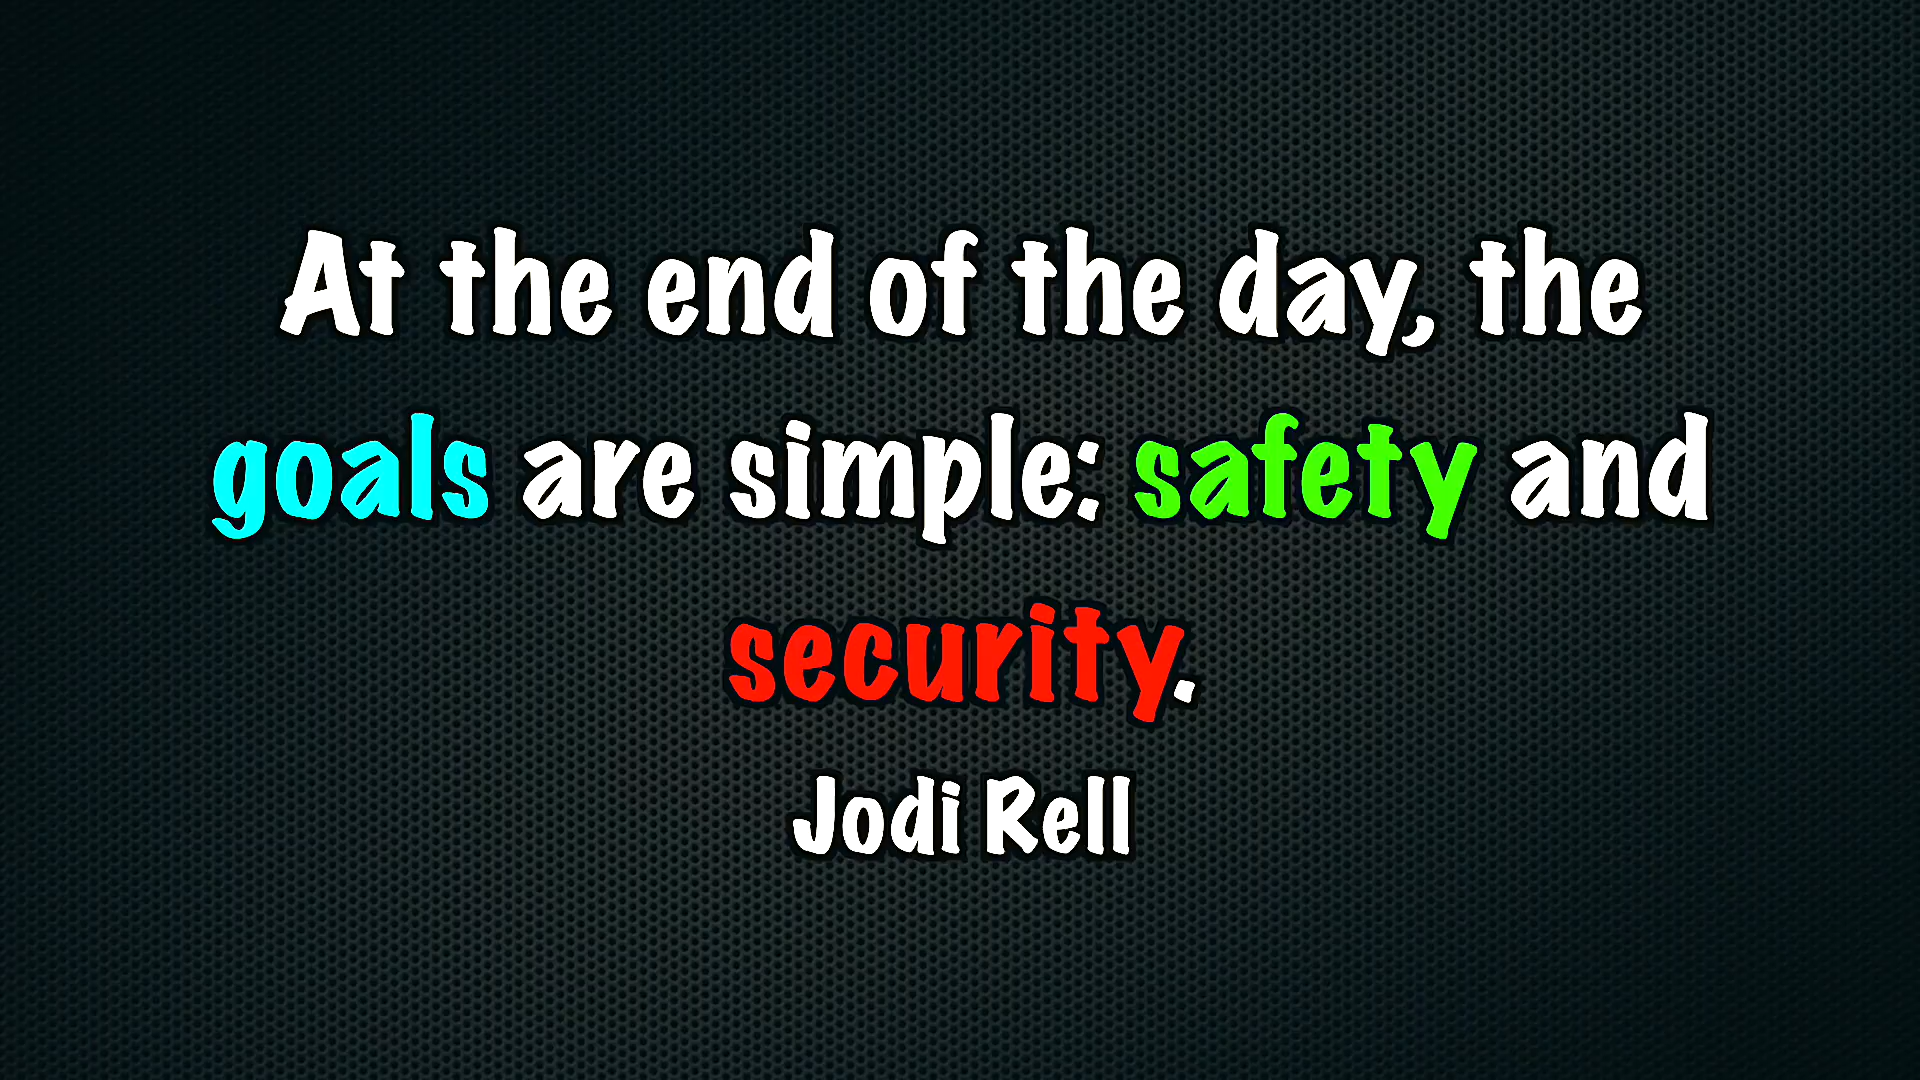 At the end of the day, the
goals are simple: safety and
security.
Jodi Rell